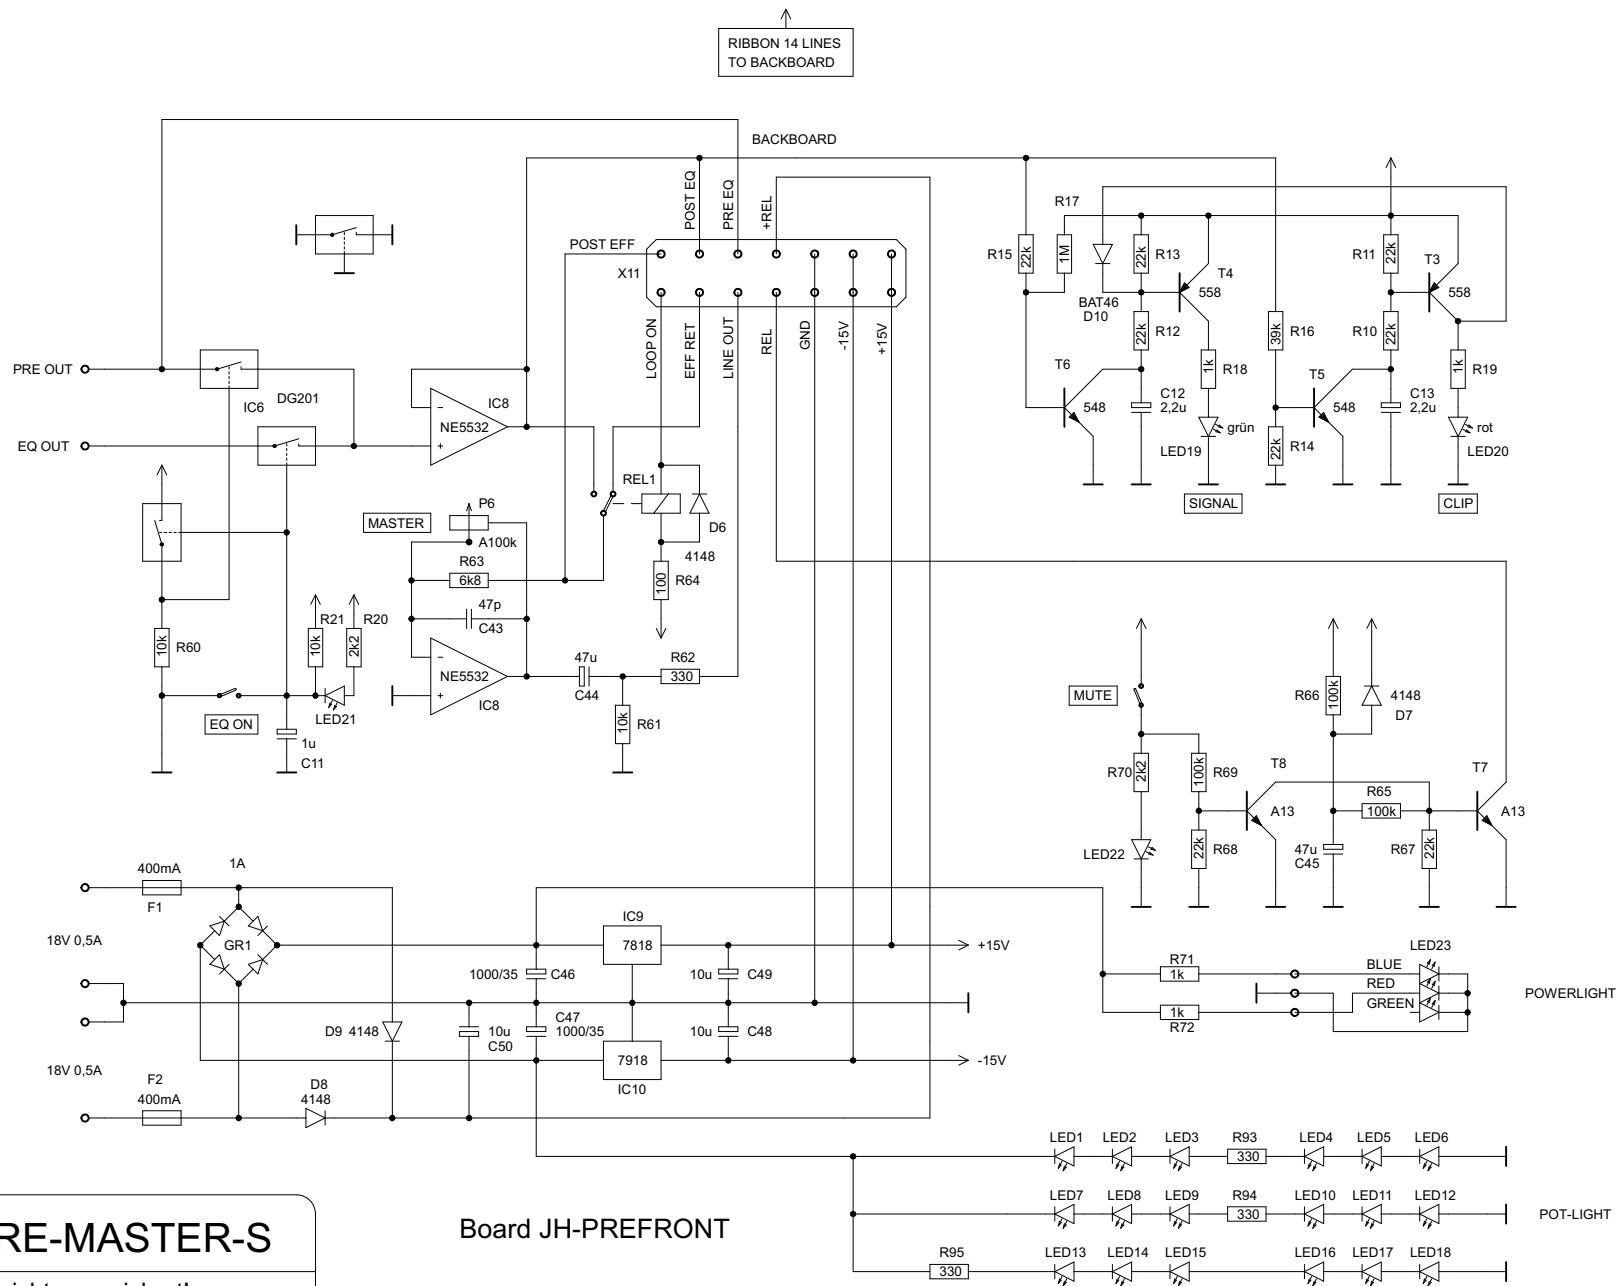 RIBBON 14 LINES
TO BACKBOARD
BACKBOARD
POST EQ
PRE EQ
+REL
POST EFF
X11
LOOP ON
EFF RET
LINE OUT
REL
GND
-15V
+15V
R17
1M
R15
22k
BAT46
D10
R13
22k
T4
558
R12
22k
R18
1k
T6
548
C12
2,2u
grün
LED19
SIGNAL
R16
39k
R14
22k
R11
22k
T3
558
R10
22k
R19
1k
T5
548
C13
2,2u
rot
LED20
CLIP
PRE OUT
EQ OUT
IC6
DG201
IC8
NE5532
REL1
D6
4148
R64
100
MASTER
P6
A100k
R63
6k8
47p
C43
NE5532
IC8
47u
C44
R62
330
R61
10k
R60
10k
R21
10k
R20
2k2
LED21
EQ ON
1u
C11
MUTE
R70
2k2
R69
100k
R68
22k
LED22
T8
A13
R66
100k
4148
D7
R65
100k
47u
C45
R67
22k
T7
A13
400mA
F1
1A
GR1
18V 0,5A
18V 0,5A
F2
400mA
D9 4148
D8
4148
10u
C50
1000/35
C46
C47
1000/35
IC9
7818
7918
IC10
10u
C49
10u
C48
+15V
-15V
R71
1k
1k
R72
BLUE
RED
GREEN
LED23
POWERLIGHT
LED1 LED2 LED3 R93 LED4 LED5 LED6
330
LED7 LED8 LED9 R94 LED10 LED11 LED12
330
POT-LIGHT
R95 LED13 LED14 LED15 LED16 LED17 LED18
330
RE-MASTER-S
Board JH-PREFRONT